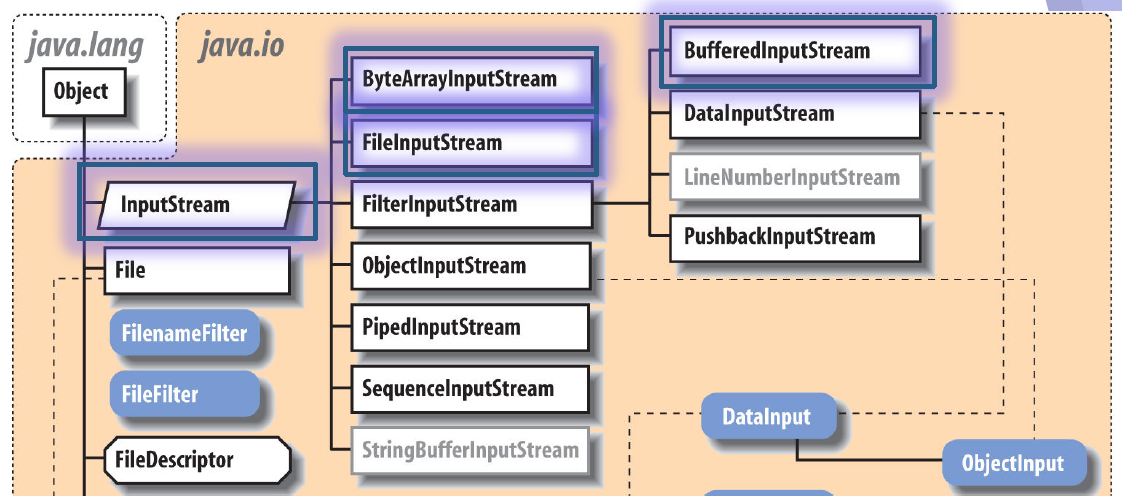 java.lang
java.io
Object
InputStream
File
FilenameFilter
FileFilter
FileDescriptor
ByteArrayInputStream
FileInputStream
FilterInputStream
ObjectInputStream
PipedInputStream
SequenceInputStream
StringBufferInputStream
BufferedInputStream
DataInputStream
LineNumberInputStream
PushbackInputStream
DataInput
ObjectInput